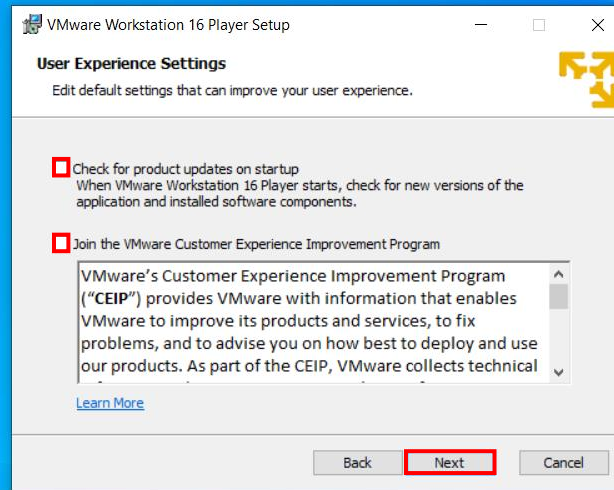 VMware Workstation 16 Player Setup
User Experience Settings
Edit default settings that can improve your user experience.
Check for product updates on startup
When VMware Workstation 16 Player starts, check for new versions of the
application and installed software components.
Join the VMware Customer Experience Improvement Program
VMware's Customer Experience Improvement Program
("CEIP") provides VMware with information that enables
VMware to improve its products and services, to fix
problems, and to advise you on how best to deploy and use
our products. As part of the CEIP, VMware collects technical
Learn More
Back
Next
Cancel